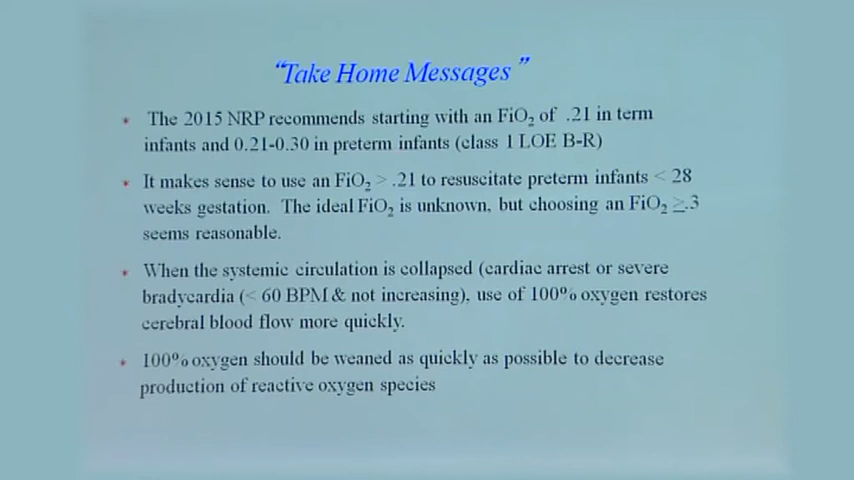 “Take Home Messages”
* The 2015 NRP recommends starting with an FiO₂ of .21 in term
infants and 0.21-0.30 in preterm infants (class 1 LOE B-R)
* It makes sense to use an FiO₂ > .21 to resuscitate preterm infants < 28
weeks gestation. The ideal FiO₂ is unknown, but choosing an FiO₂ ≥.3
seems reasonable.
* When the systemic circulation is collapsed (cardiac arrest or severe
bradycardia (< 60 BPM & not increasing), use of 100% oxygen restores
cerebral blood flow more quickly.
* 100% oxygen should be weaned as quickly as possible to decrease
production of reactive oxygen species